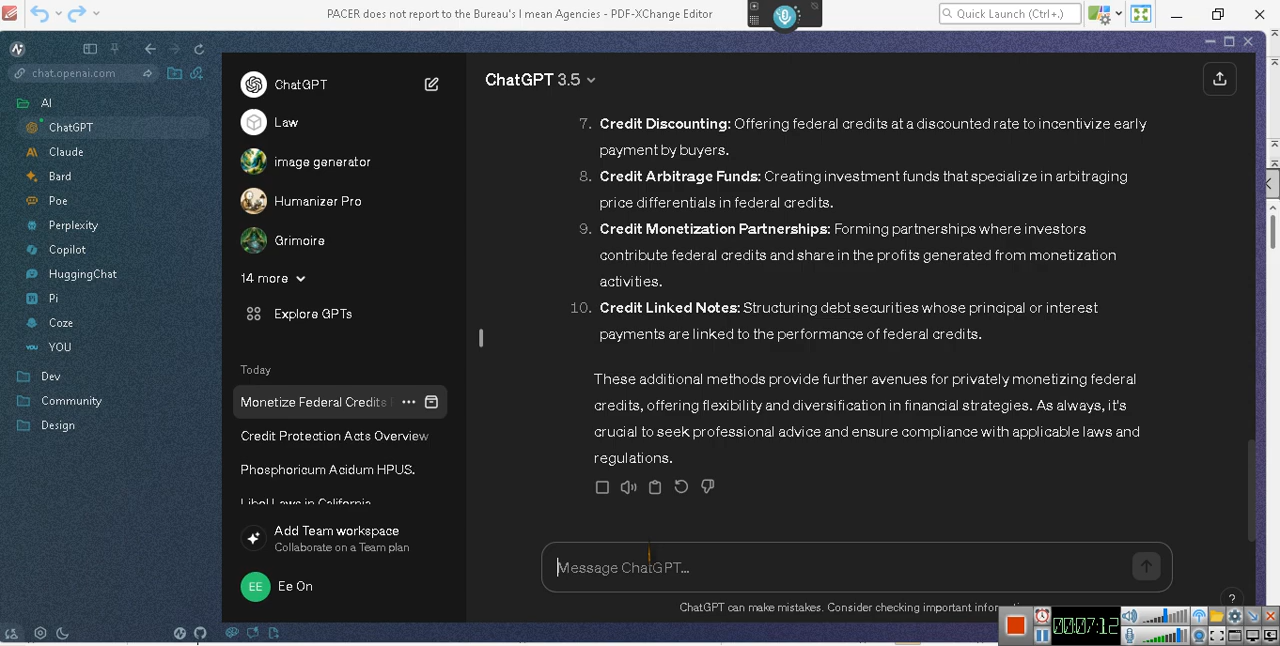 PACER does not report to the Bureau's I mean Agencies - PDF-XChange Editor
Quick Launch (Ctrl+.)
chat.openai.com
AI
ChatGPT
Claude
Bard
Poe
Perplexity
Copilot
HuggingChat
Pi
Coze
YOU
Dev
Community
Design
ChatGPT
Law
image generator
Humanizer Pro
Grimoire
14 more
Explore GPTs
Today
Monetize Federal Credits
Credit Protection Acts Overview
Phosphoricum Acidum HPUS.
Libel Laws in California
Add Team workspace
Collaborate on a Team plan
EE
Ee On
ChatGPT 3.5
7. Credit Discounting: Offering federal credits at a discounted rate to incentivize early
payment by buyers.
8. Credit Arbitrage Funds: Creating investment funds that specialize in arbitraging
price differentials in federal credits.
9. Credit Monetization Partnerships: Forming partnerships where investors
contribute federal credits and share in the profits generated from monetization
activities.
10. Credit Linked Notes: Structuring debt securities whose principal or interest
payments are linked to the performance of federal credits.
These additional methods provide further avenues for privately monetizing federal
credits, offering flexibility and diversification in financial strategies. As always, it's
crucial to seek professional advice and ensure compliance with applicable laws and
regulations.
Message ChatGPT...
ChatGPT can make mistakes. Consider checking important
?
00:07:12